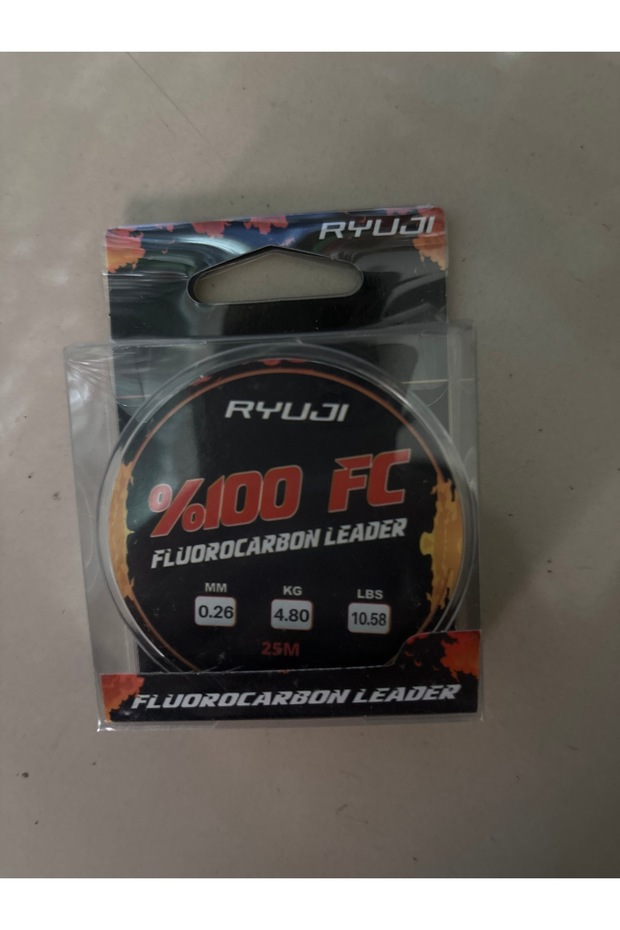 RYUJI
RYUJI
%100 FC
FLUOROCARBON LEADER
MM KG LBS
0.26 4.80 10.58
25M
FLUOROCARBON LEADER